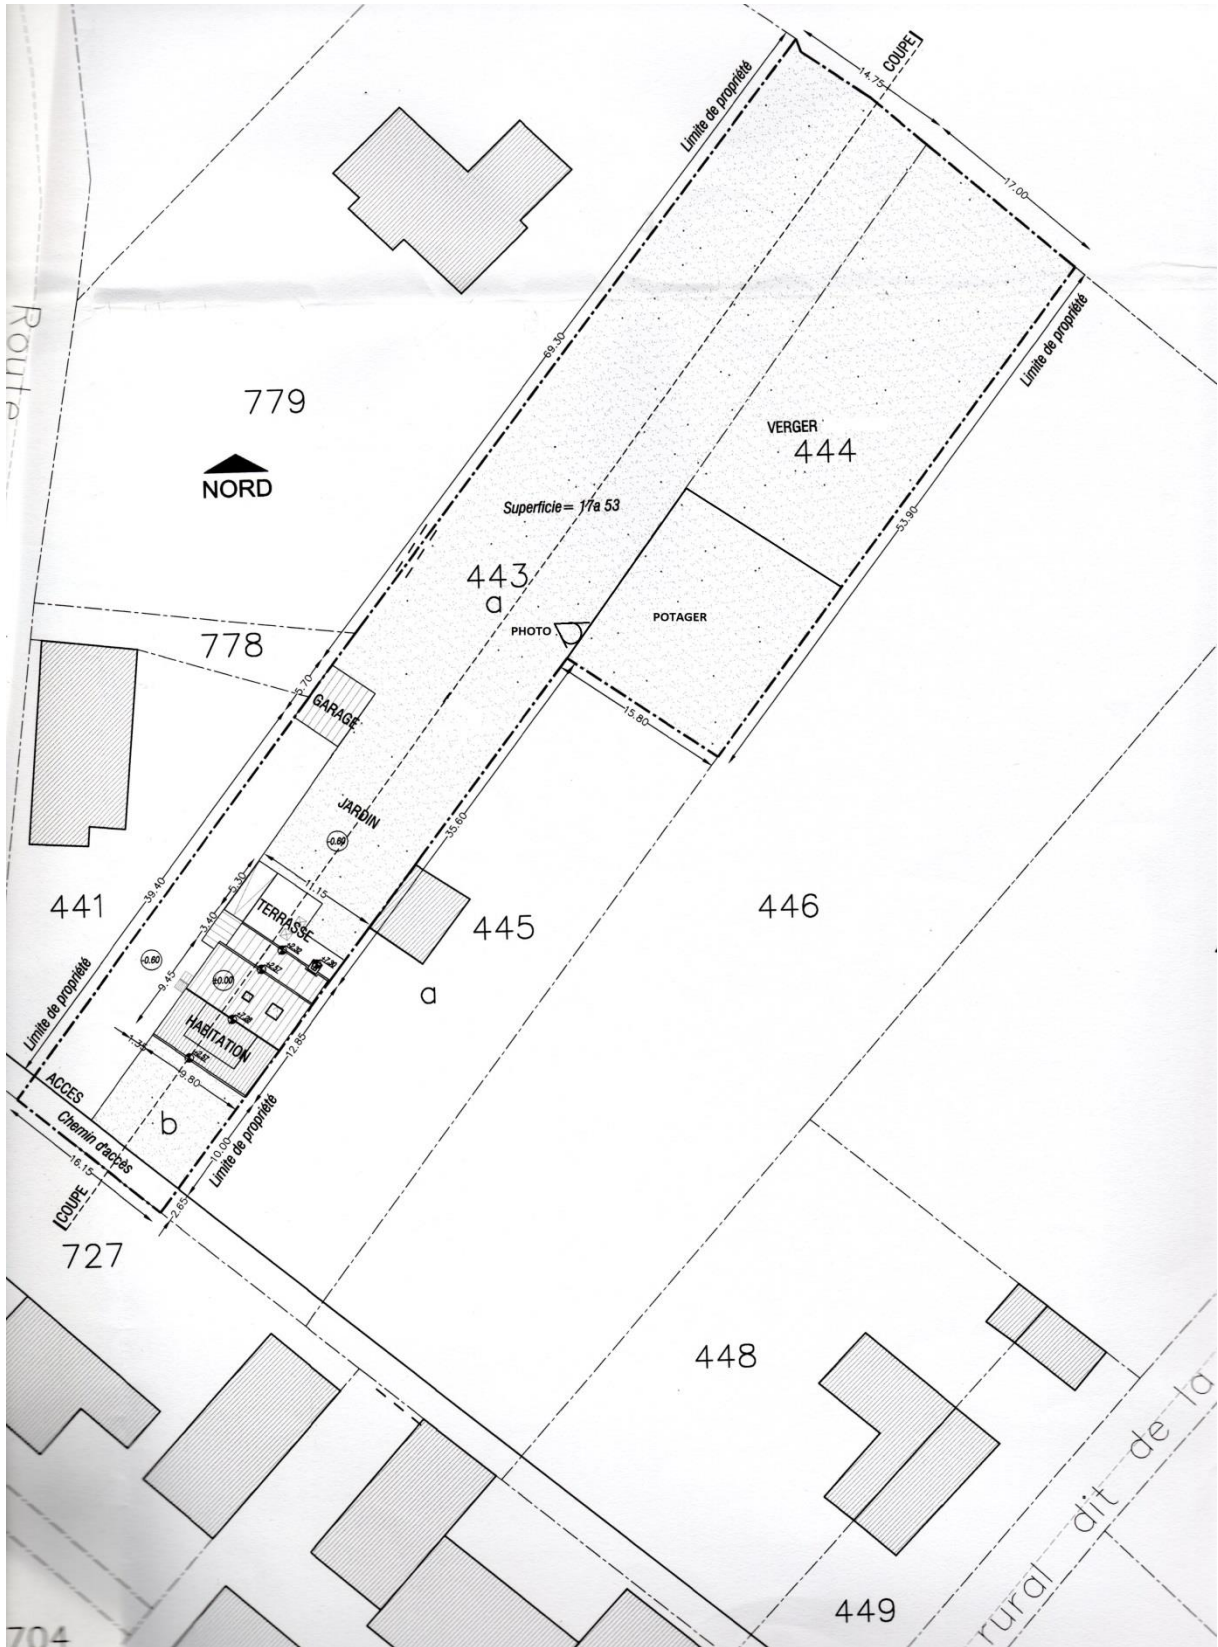 COUPE
14.75
Limite de propriété
17.00
Limite de propriété
Route
69.30
779
NORD
VERGER
444
Superficie = 17a 53
53.90
443
a
PHOTO
POTAGER
778
5.70
GARAGE
15.80
JARDIN
-0.60
35.60
39.40
441
5.30
11.15
TERRASSE
3.40
445
446
-0.60
9.45
±0.00
a
Limite de propriété
HABITATION
12.85
1.35
9.80
ACCES
b
Chemin d'accès
10.00
Limite de propriété
16.15
2.65
COUPE
727
448
rural dit de la
449
704